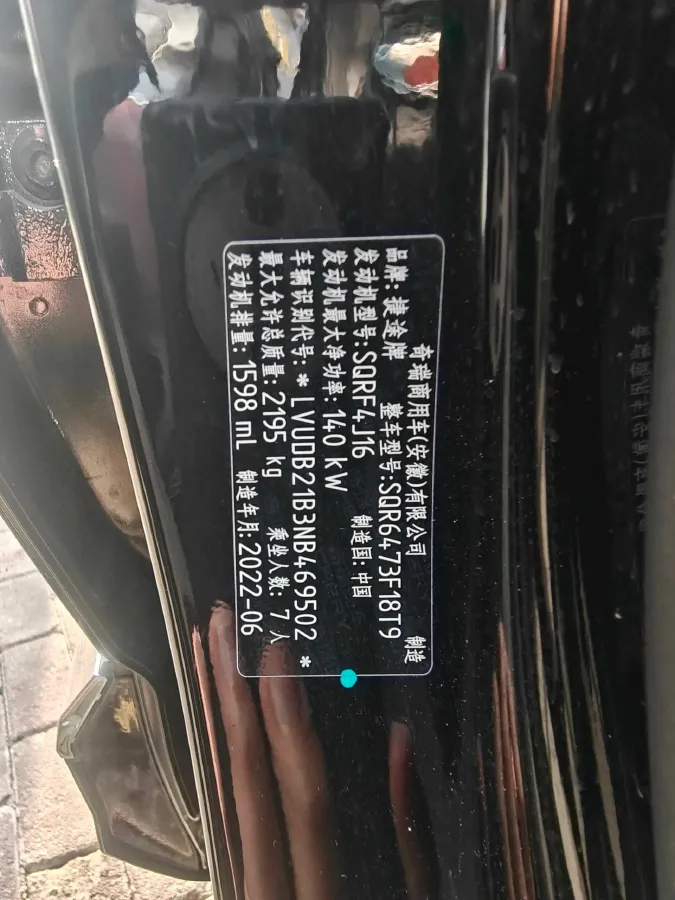 奇瑞商用车(安徽)有限公司 制造
品牌: 捷途牌 整车型号:SQR6473F18T9
发动机型号:SQRF4J16 制造国: 中国
发动机最大净功率: 140 kW
车辆识别代号: * LVUDB21B3NB469502 *
最大允许总质量: 2195 kg 乘坐人数: 7 人
发动机排量: 1598 mL 制造年月: 2022-06